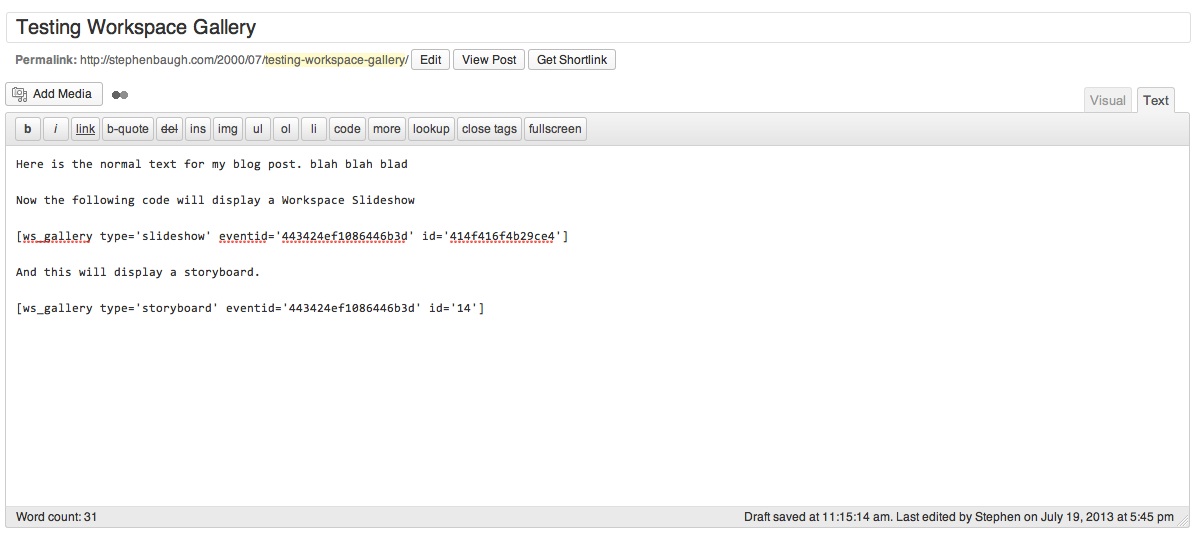 Testing Workspace Gallery
Permalink: http://stephenbaugh.com/2000/07/testing-workspace-gallery/ Edit View Post Get Shortlink
Add Media
Visual Text
b i link b-quote del ins img ul ol li code more lookup close tags fullscreen
Here is the normal text for my blog post. blah blah blad
Now the following code will display a Workspace Slideshow
[ws_gallery type='slideshow' eventid='443424ef1086446b3d' id='414f416f4b29ce4']
And this will display a storyboard.
[ws_gallery type='storyboard' eventid='443424ef1086446b3d' id='14']
Word count: 31
Draft saved at 11:15:14 am. Last edited by Stephen on July 19, 2013 at 5:45 pm